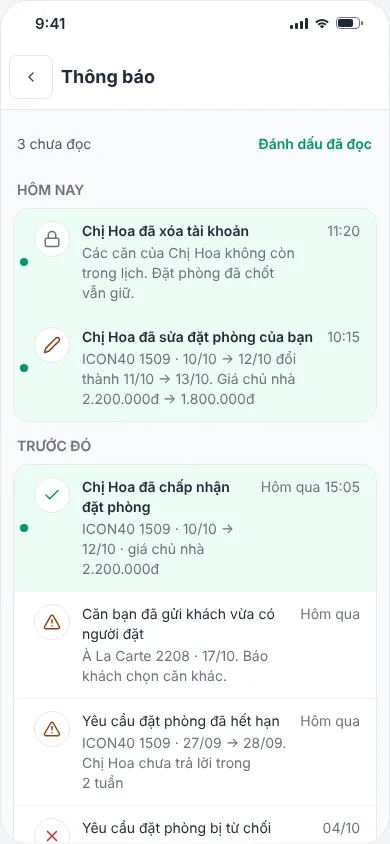 9:41
Thông báo
3 chưa đọc
Đánh dấu đã đọc
HÔM NAY
Chị Hoa đã xóa tài khoản
11:20
Các căn của Chị Hoa không còn
trong lịch. Đặt phòng đã chốt
vẫn giữ.
Chị Hoa đã sửa đặt phòng của bạn
10:15
ICON40 1509 · 10/10 → 12/10 đổi
thành 11/10 → 13/10. Giá chủ nhà
2.200.000đ → 1.800.000đ
TRƯỚC ĐÓ
Chị Hoa đã chấp nhận
đặt phòng
Hôm qua 15:05
ICON40 1509 · 10/10 →
12/10 · giá chủ nhà
2.200.000đ
Căn bạn đã gửi khách vừa có
người đặt
Hôm qua
À La Carte 2208 · 17/10. Báo
khách chọn căn khác.
Yêu cầu đặt phòng đã hết hạn
Hôm qua
ICON40 1509 · 27/09 → 28/09.
Chị Hoa chưa trả lời trong
2 tuần
Yêu cầu đặt phòng bị từ chối
04/10